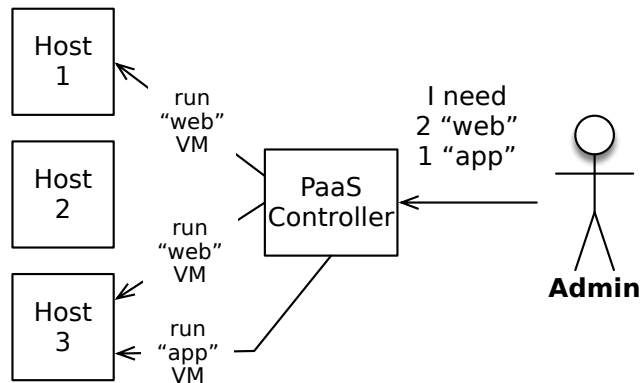 Host
1
run
“web”
VM
I need
2 “web”
1 “app”
Host
2
PaaS
Controller
run
“web”
VM
Admin
Host
3
run
“app”
VM